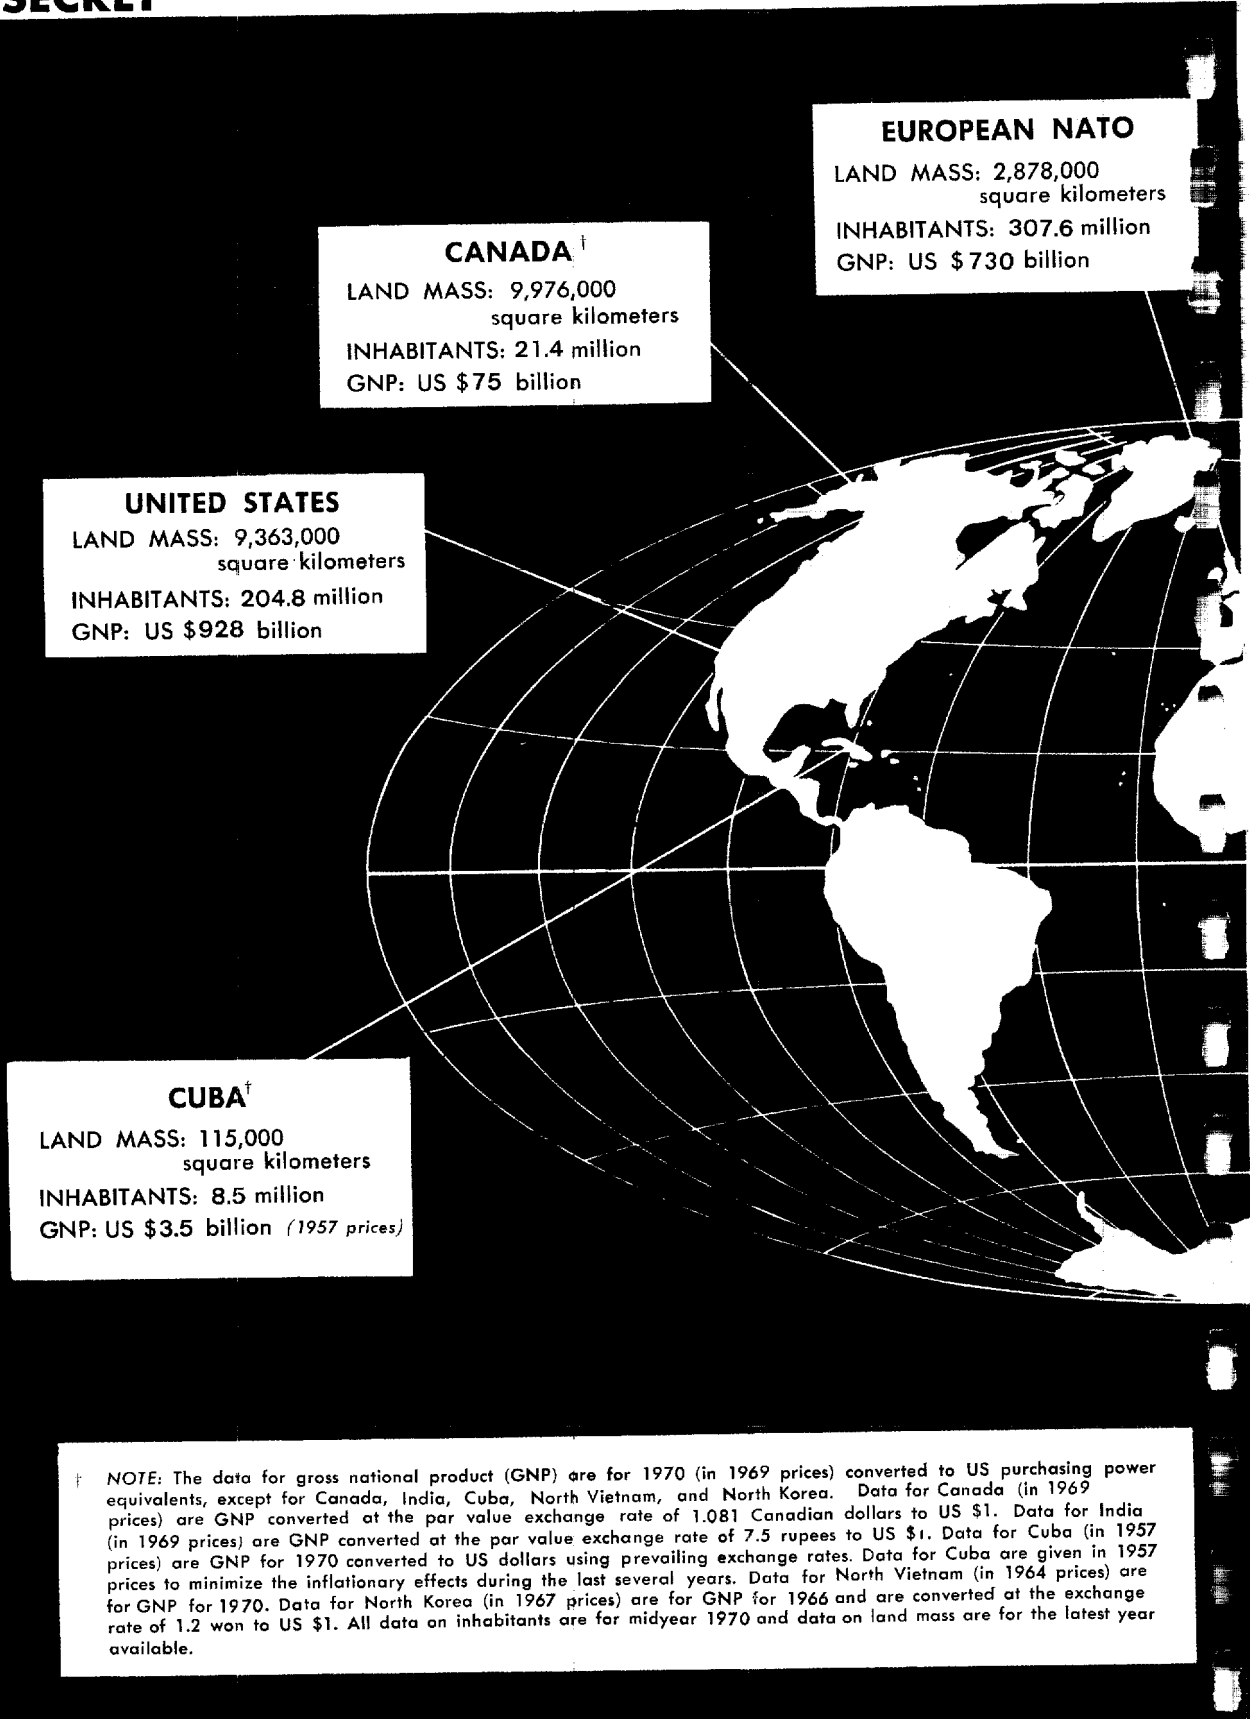 SECRET
EUROPEAN NATO
LAND MASS: 2,878,000
square kilometers
INHABITANTS: 307.6 million
GNP: US $730 billion
CANADA †
LAND MASS: 9,976,000
square kilometers
INHABITANTS: 21.4 million
GNP: US $75 billion
UNITED STATES
LAND MASS: 9,363,000
square kilometers
INHABITANTS: 204.8 million
GNP: US $928 billion
CUBA†
LAND MASS: 115,000
square kilometers
INHABITANTS: 8.5 million
GNP: US $3.5 billion (1957 prices)
† NOTE: The data for gross national product (GNP) are for 1970 (in 1969 prices) converted to US purchasing power
equivalents, except for Canada, India, Cuba, North Vietnam, and North Korea. Data for Canada (in 1969
prices) are GNP converted at the par value exchange rate of 1.081 Canadian dollars to US $1. Data for India
(in 1969 prices) are GNP converted at the par value exchange rate of 7.5 rupees to US $1. Data for Cuba (in 1957
prices) are GNP for 1970 converted to US dollars using prevailing exchange rates. Data for Cuba are given in 1957
prices to minimize the inflationary effects during the last several years. Data for North Vietnam (in 1964 prices) are
for GNP for 1970. Data for North Korea (in 1967 prices) are for GNP for 1966 and are converted at the exchange
rate of 1.2 won to US $1. All data on inhabitants are for midyear 1970 and data on land mass are for the latest year
available.